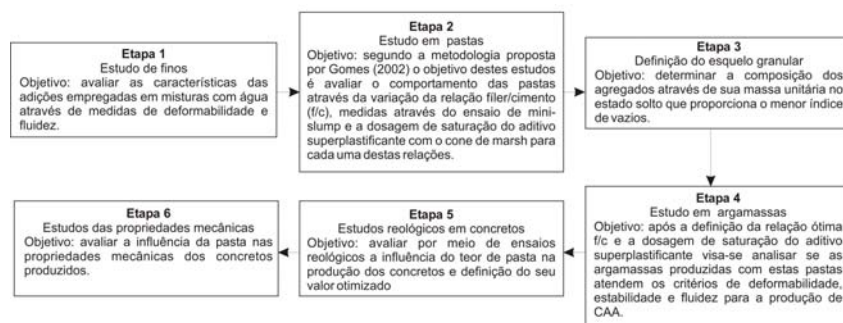 Etapa 1
Estudo de finos
Objetivo: avaliar as características das
adições empregadas em misturas com água
através de medidas de deformabilidade e
fluidez.
Etapa 2
Estudo em pastas
Objetivo: segundo a metodologia proposta
por Gomes (2002) o objetivo destes estudos
é avaliar o comportamento das pastas
através da variação da relação fíler/cimento
(f/c), medidas através do ensaio de mini-
slump e a dosagem de saturação do aditivo
superplastificante com o cone de marsh para
cada uma destas relações.
Etapa 3
Definição do esquelo granular
Objetivo: determinar a composição dos
agregados através de sua massa unitária no
estado solto que proporciona o menor índice
de vazios.
Etapa 4
Estudo em argamassas
Objetivo: após a definição da relação ótima
f/c e a dosagem de saturação do aditivo
superplastificante visa-se analisar se as
argamassas produzidas com estas pastas
atendem os critérios de deformabilidade,
estabilidade e fluidez para a produção de
CAA.
Etapa 5
Estudos reológicos em concretos
Objetivo: avaliar por meio de ensaios
reológicos a influência do teor de pasta na
produção dos concretos e definição do seu
valor otimizado
Etapa 6
Estudos das propriedades mecânicas
Objetivo: avaliar a influência da pasta nas
propriedades mecânicas dos concretos
produzidos.